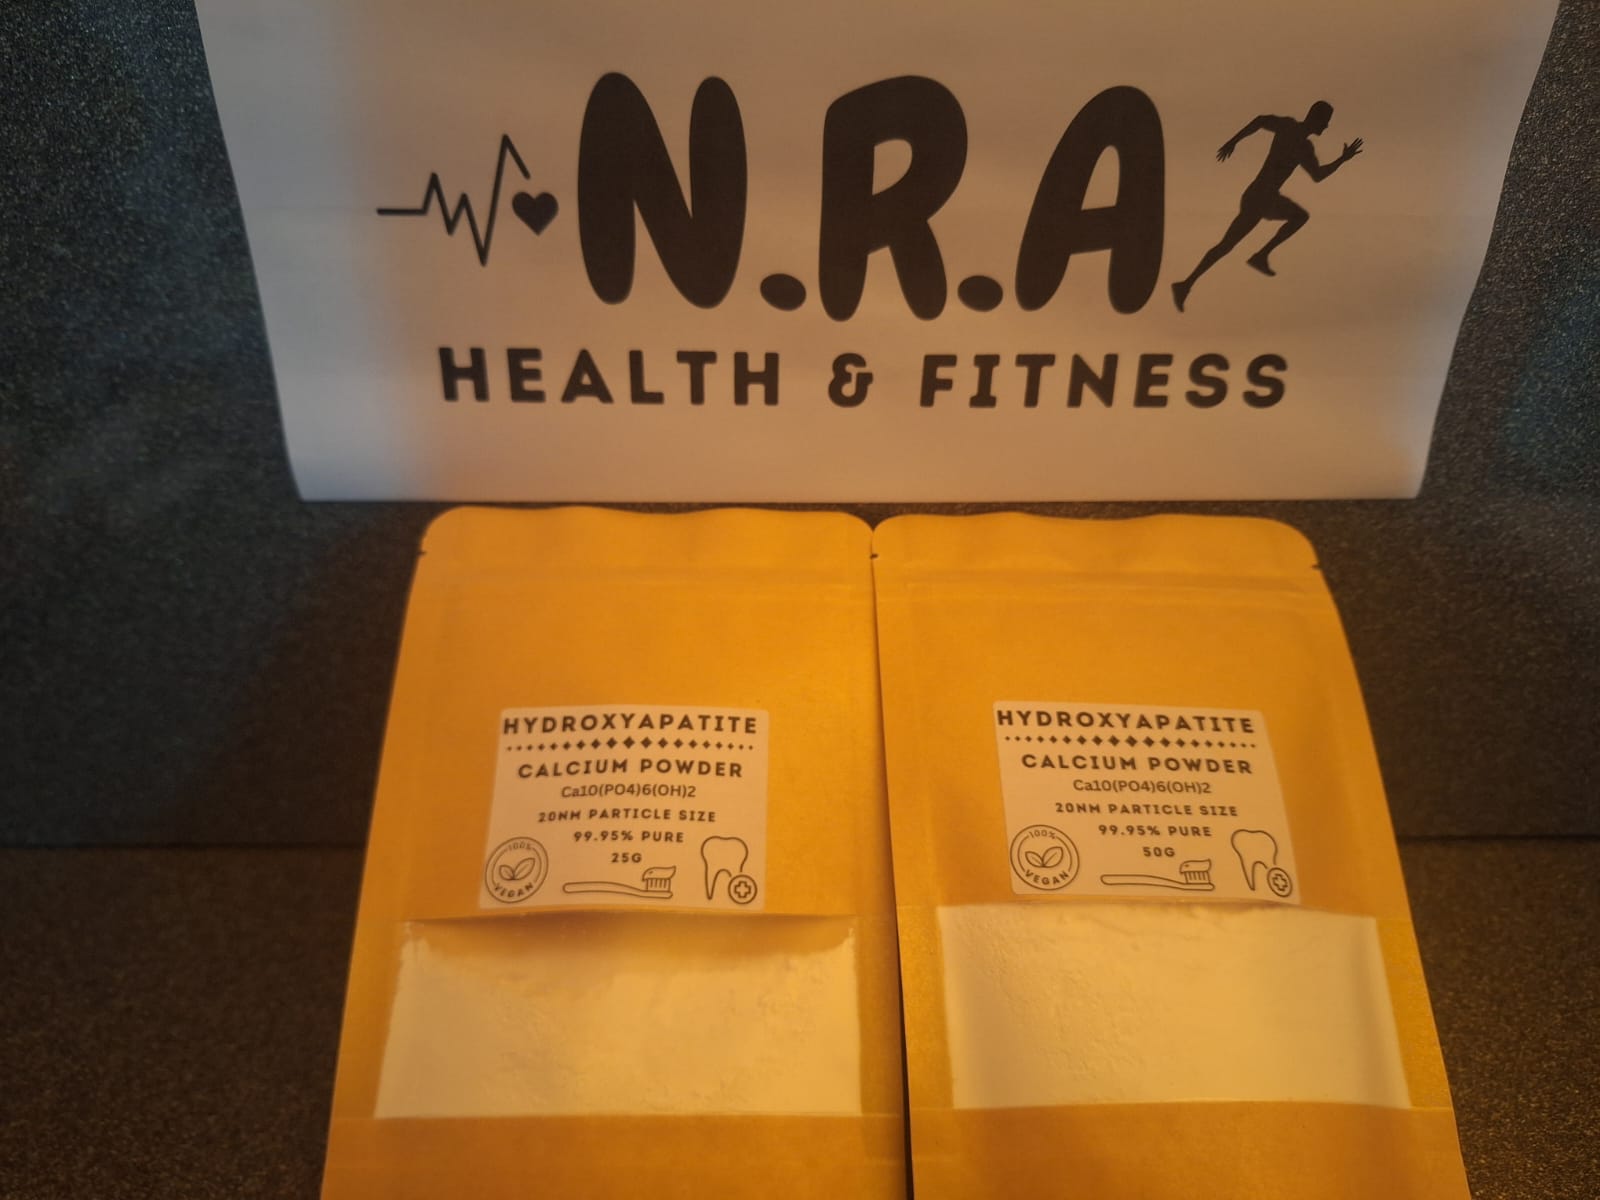 N.R.A
HEALTH & FITNESS
HYDROXYAPATITE
CALCIUM POWDER
Ca10(PO4)6(OH)2
20NM PARTICLE SIZE
99.95% PURE
25G
100%
VEGAN
HYDROXYAPATITE
CALCIUM POWDER
Ca10(PO4)6(OH)2
20NM PARTICLE SIZE
99.95% PURE
50G
100%
VEGAN